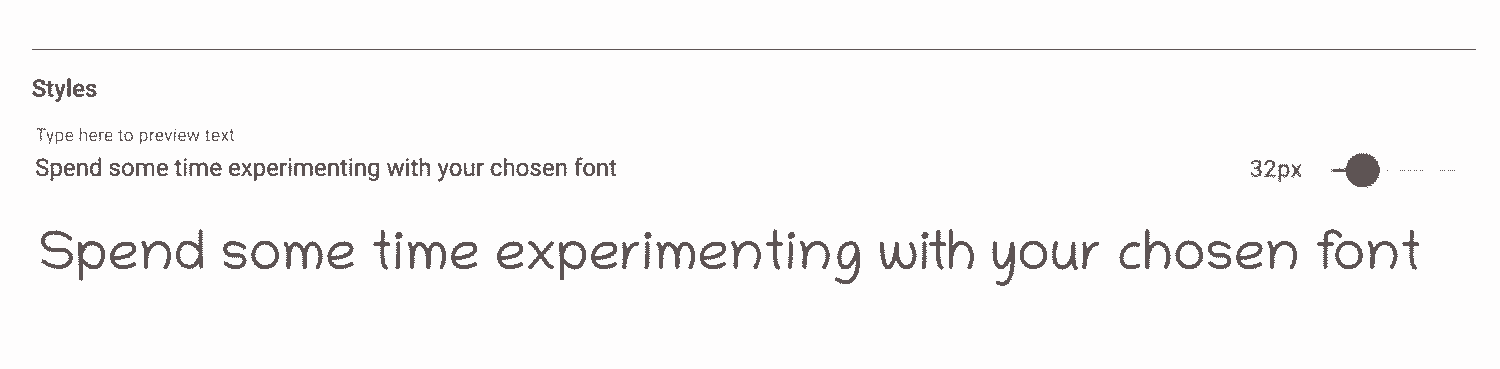 Styles
Type here to preview text
Spend some time experimenting with your chosen font
32px
Spend some time experimenting with your chosen font